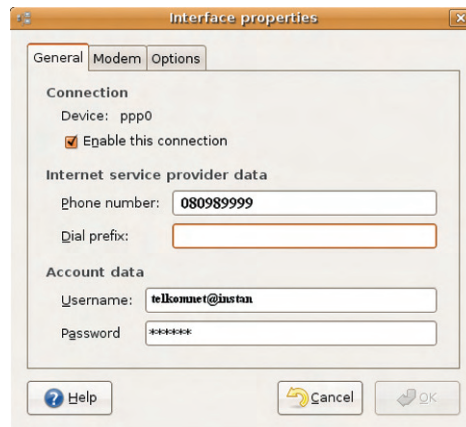 Interface properties
General Modem Options
Connection
Device: ppp0
Enable this connection
Internet service provider data
Phone number: 080989999
Dial prefix:
Account data
Username: telkomnet@instan
Password ******
Help Cancel OK